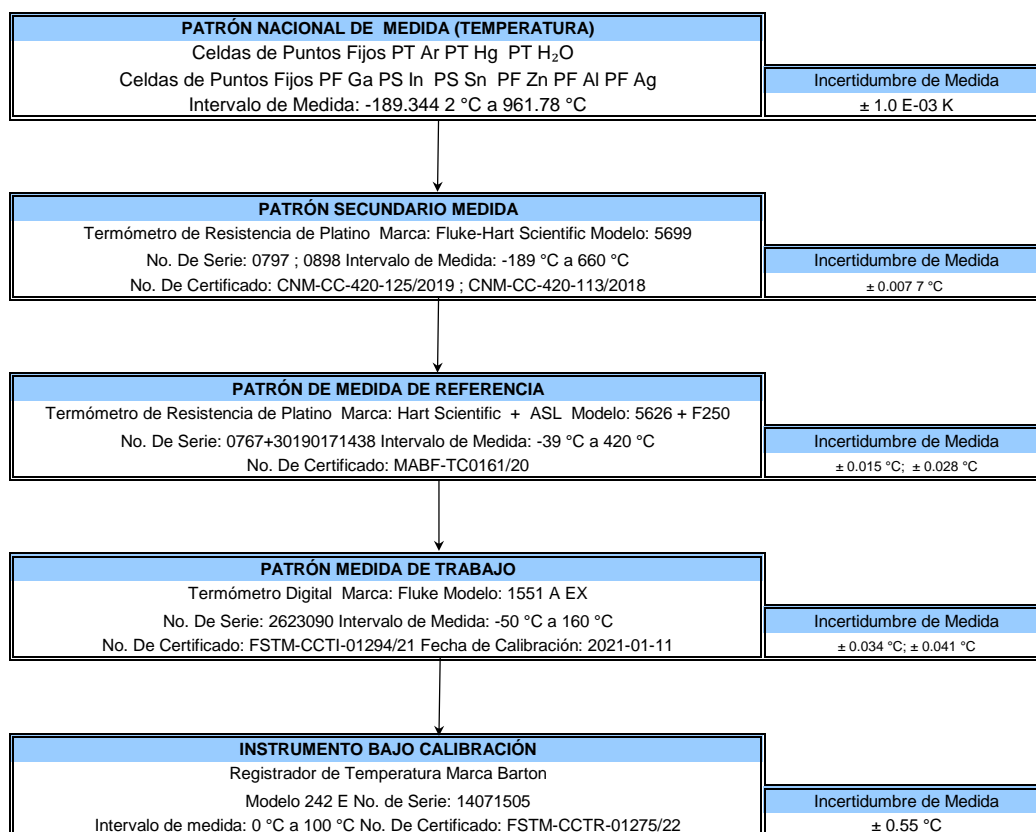 PATRÓN NACIONAL DE MEDIDA (TEMPERATURA)
Celdas de Puntos Fijos PT Ar PT Hg PT H₂O
Celdas de Puntos Fijos PF Ga PS In PS Sn PF Zn PF Al PF Ag
Intervalo de Medida: -189.344 2 °C a 961.78 °C
Incertidumbre de Medida
± 1.0 E-03 K
PATRÓN SECUNDARIO MEDIDA
Termómetro de Resistencia de Platino Marca: Fluke-Hart Scientific Modelo: 5699
No. De Serie: 0797 ; 0898 Intervalo de Medida: -189 °C a 660 °C
No. De Certificado: CNM-CC-420-125/2019 ; CNM-CC-420-113/2018
Incertidumbre de Medida
± 0.007 7 °C
PATRÓN DE MEDIDA DE REFERENCIA
Termómetro de Resistencia de Platino Marca: Hart Scientific + ASL Modelo: 5626 + F250
No. De Serie: 0767+30190171438 Intervalo de Medida: -39 °C a 420 °C
No. De Certificado: MABF-TC0161/20
Incertidumbre de Medida
± 0.015 °C; ± 0.028 °C
PATRÓN MEDIDA DE TRABAJO
Termómetro Digital Marca: Fluke Modelo: 1551 A EX
No. De Serie: 2623090 Intervalo de Medida: -50 °C a 160 °C
No. De Certificado: FSTM-CCTI-01294/21 Fecha de Calibración: 2021-01-11
Incertidumbre de Medida
± 0.034 °C; ± 0.041 °C
INSTRUMENTO BAJO CALIBRACIÓN
Registrador de Temperatura Marca Barton
Modelo 242 E No. de Serie: 14071505
Intervalo de medida: 0 °C a 100 °C No. De Certificado: FSTM-CCTR-01275/22
Incertidumbre de Medida
± 0.55 °C